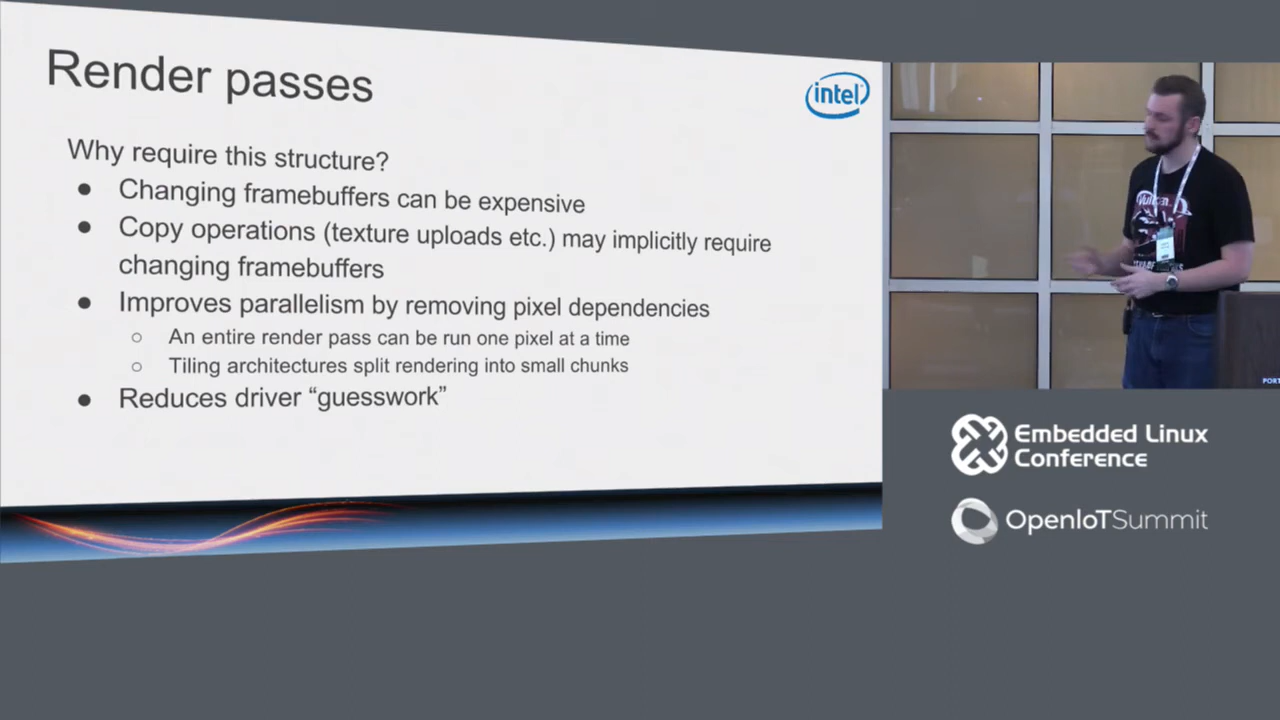 Render passes
intel
Why require this structure?
● Changing framebuffers can be expensive
● Copy operations (texture uploads etc.) may implicitly require
changing framebuffers
● Improves parallelism by removing pixel dependencies
○ An entire render pass can be run one pixel at a time
○ Tiling architectures split rendering into small chunks
● Reduces driver “guesswork”
Vulkan
PORT
Embedded Linux
Conference
OpenIoTSummit